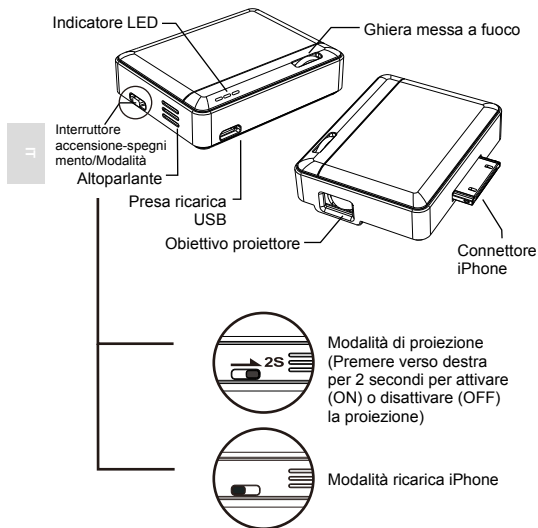 Indicatore LED
Ghiera messa a fuoco
Interruttore
accensione-spegni
mento/Modalità
Altoparlante
Presa ricarica
USB
Obiettivo proiettore
Connettore
iPhone
IT
2S
Modalità di proiezione
(Premere verso destra
per 2 secondi per attivare
(ON) o disattivare (OFF)
la proiezione)
Modalità ricarica iPhone